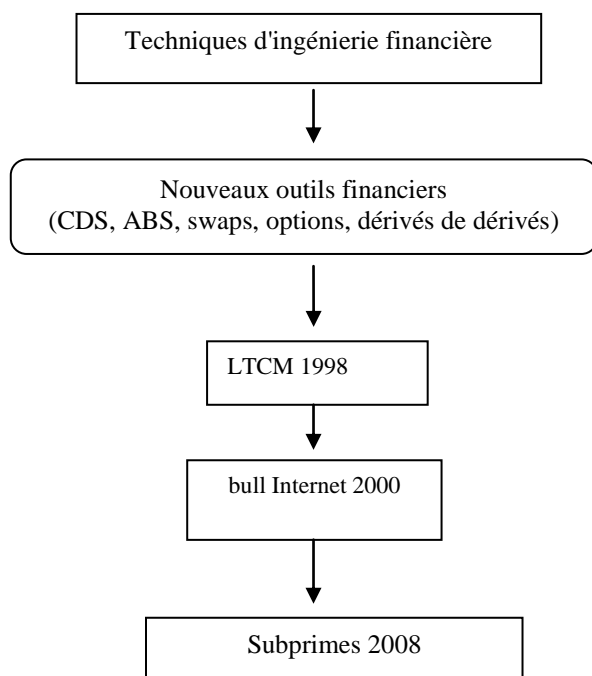 Techniques d'ingénierie financière
Nouveaux outils financiers
(CDS, ABS, swaps, options, dérivés de dérivés)
LTCM 1998
bull Internet 2000
Subprimes 2008